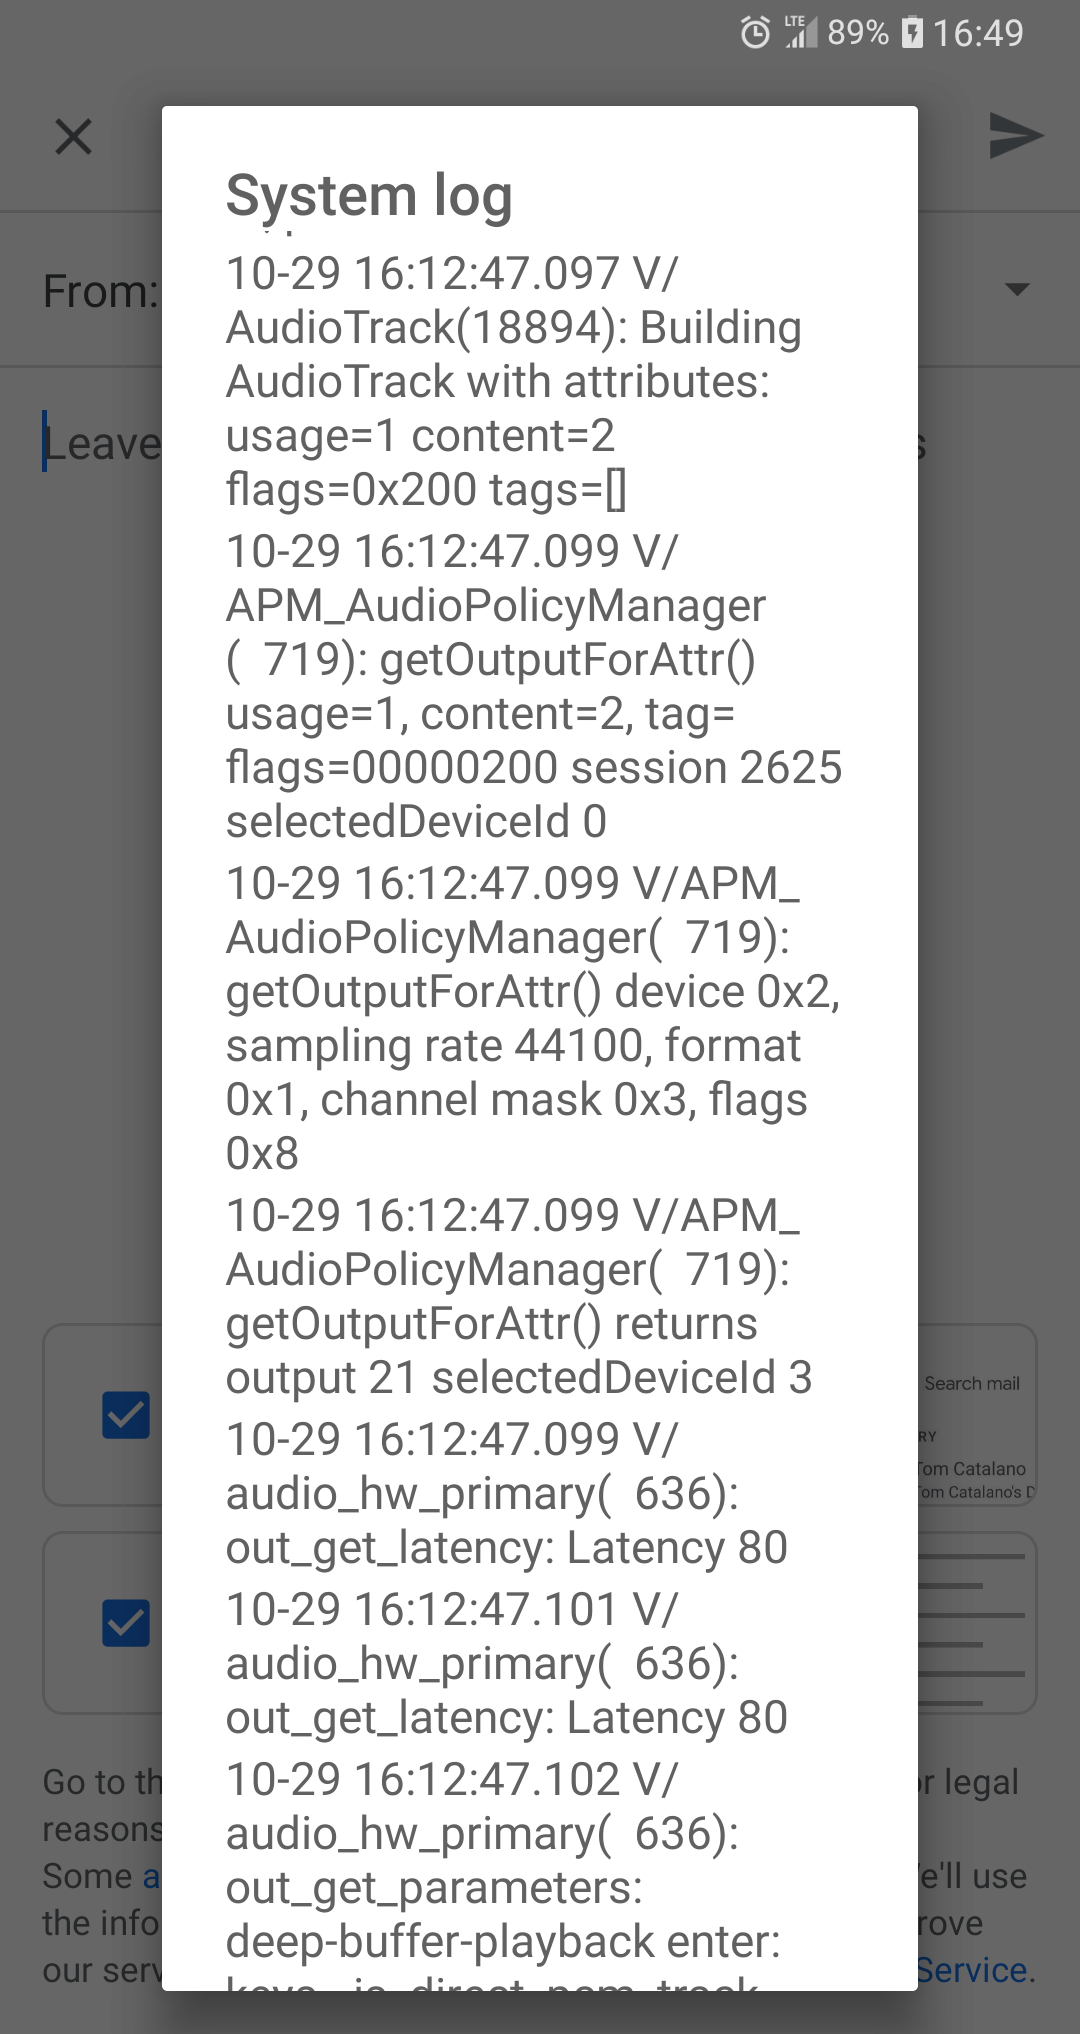 LTE 89% 16:49
System log
From:
10-29 16:12:47.097 V/
AudioTrack(18894): Building
AudioTrack with attributes:
usage=1 content=2
flags=0x200 tags=[]
Leave
10-29 16:12:47.099 V/
APM_AudioPolicyManager
(  719): getOutputForAttr()
usage=1, content=2, tag=
flags=00000200 session 2625
selectedDeviceId 0
10-29 16:12:47.099 V/APM_
AudioPolicyManager(  719):
getOutputForAttr() device 0x2,
sampling rate 44100, format
0x1, channel mask 0x3, flags
0x8
10-29 16:12:47.099 V/APM_
AudioPolicyManager(  719):
getOutputForAttr() returns
output 21 selectedDeviceId 3
10-29 16:12:47.099 V/
audio_hw_primary(  636):
out_get_latency: Latency 80
10-29 16:12:47.101 V/
audio_hw_primary(  636):
out_get_latency: Latency 80
10-29 16:12:47.102 V/
audio_hw_primary(  636):
out_get_parameters:
deep-buffer-playback enter:
Search mail
RY
Tom Catalano
Tom Catalano's D
Go to th
r legal
reasons
Some a
e'll use
the info
rove
our serv
Service.